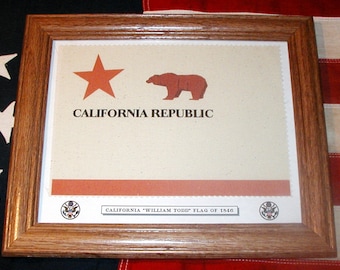 CALIFORNIA REPUBLIC
CALIFORNIA "WILLIAM TODD" FLAG OF 1846